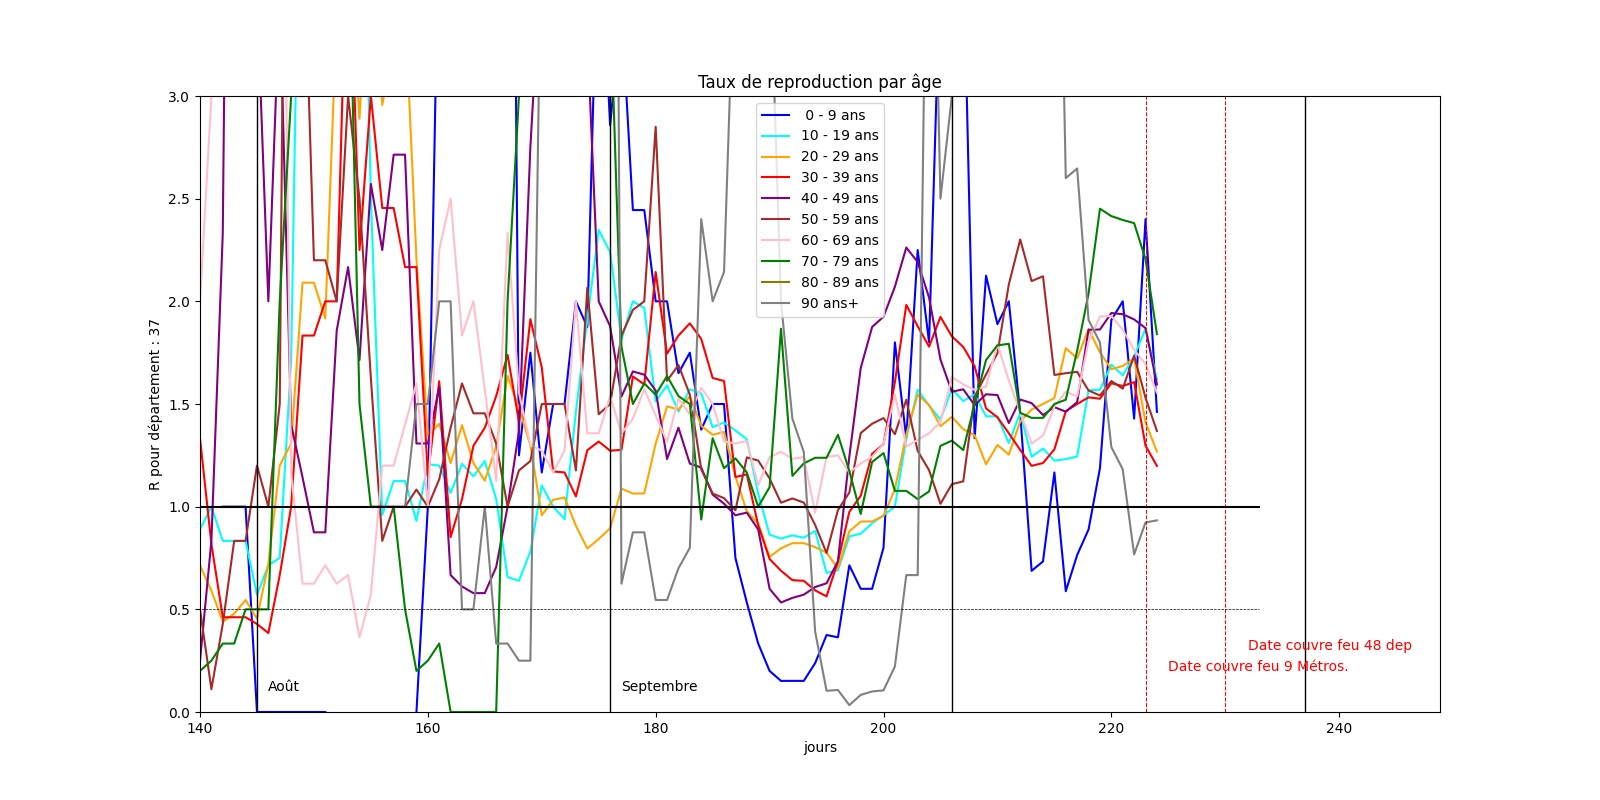 Taux de reproduction par âge
R pour département : 37
3.0
2.5
2.0
1.5
1.0
0.5
0.0
0 - 9 ans
10 - 19 ans
20 - 29 ans
30 - 39 ans
40 - 49 ans
50 - 59 ans
60 - 69 ans
70 - 79 ans
80 - 89 ans
90 ans+
Date couvre feu 48 dep
Date couvre feu 9 Métros.
Août
Septembre
140
160
180
200
220
240
jours